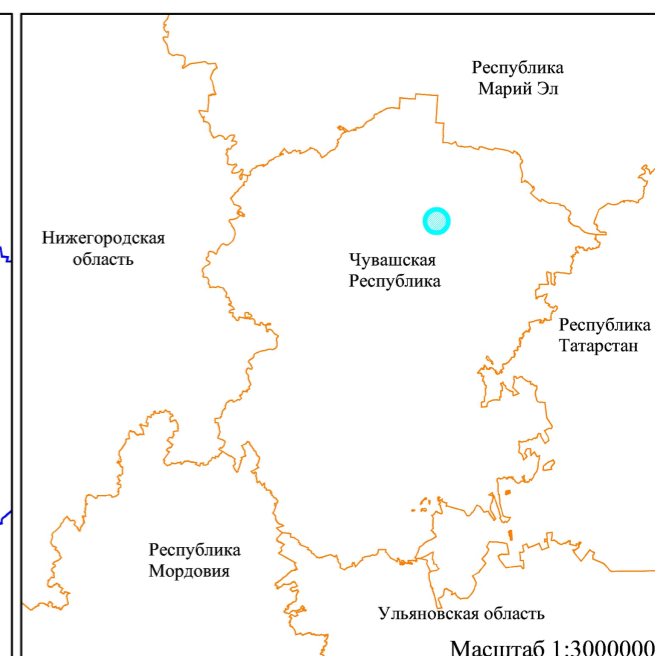 Республика
Марий Эл
Нижегородская
область
Чувашская
Республика
Республика
Татарстан
Республика
Мордовия
Ульяновская область
Масштаб 1:3000000